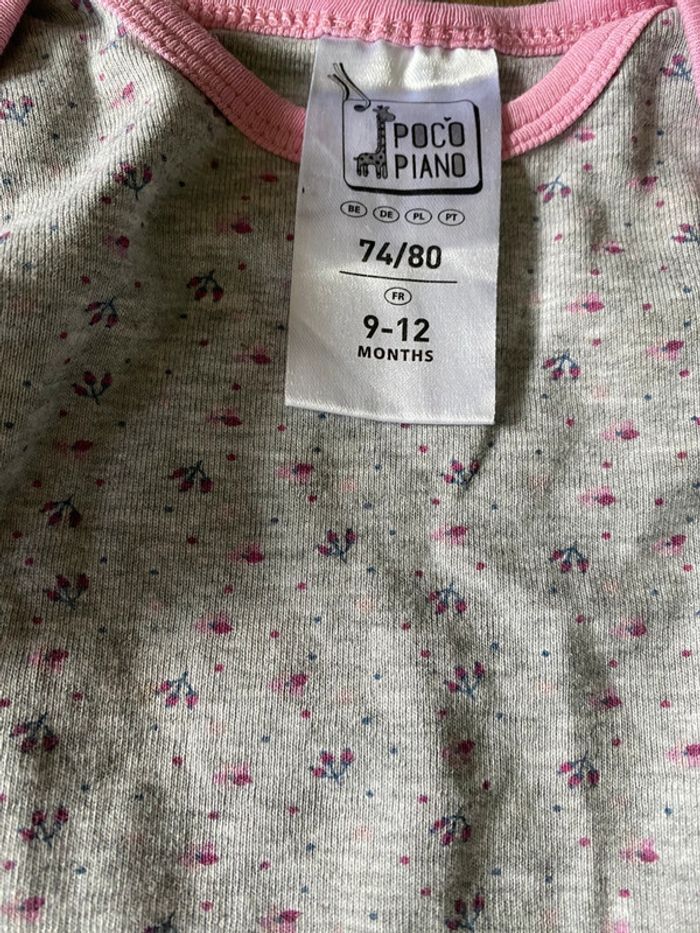 POCO
PIANO
BE DE PL PT
74/80
FR
9-12
MONTHS